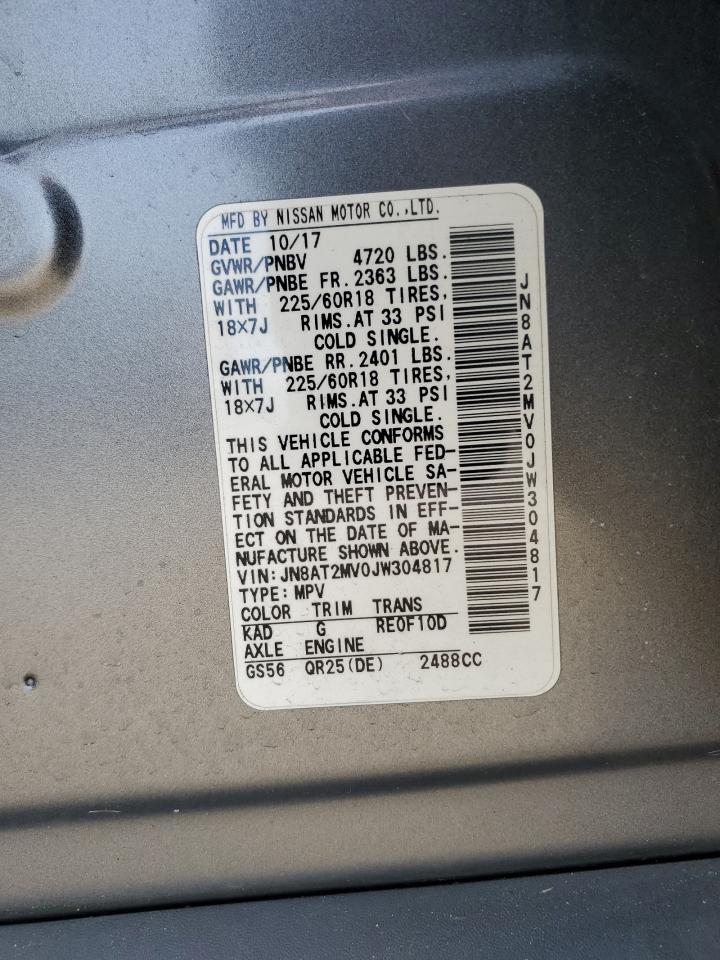 MFD BY NISSAN MOTOR CO.,LTD.
DATE 10/17
GVWR/PNBV 4720 LBS.
GAWR/PNBE FR.2363 LBS.
WITH 225/60R18 TIRES,
18×7J RIMS.AT 33 PSI
COLD SINGLE.
GAWR/PNBE RR.2401 LBS.
WITH 225/60R18 TIRES,
18×7J RIMS.AT 33 PSI
COLD SINGLE.
THIS VEHICLE CONFORMS
TO ALL APPLICABLE FED-
ERAL MOTOR VEHICLE SA-
FETY AND THEFT PREVEN-
TION STANDARDS IN EFF-
ECT ON THE DATE OF MA-
NUFACTURE SHOWN ABOVE.
VIN:JN8AT2MV0JW304817
TYPE:MPV
COLOR TRIM TRANS
KAD G RE0F10D
AXLE ENGINE
GS56 QR25(DE) 2488CC
JN8AT2MV0JW304817